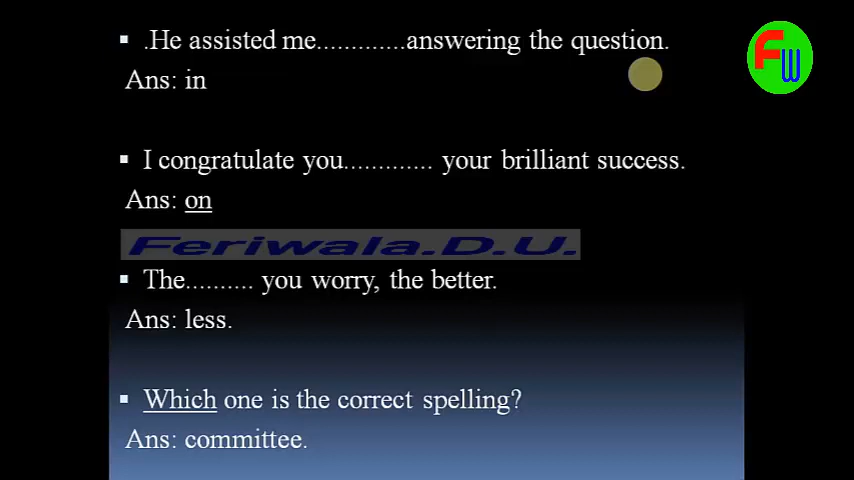 ▪ .He assisted me.............answering the question.
Ans: in
▪ I congratulate you............. your brilliant success.
Ans: on
Feriwala.D.U.
▪ The.......... you worry, the better.
Ans: less.
▪ Which one is the correct spelling?
Ans: committee.
FW